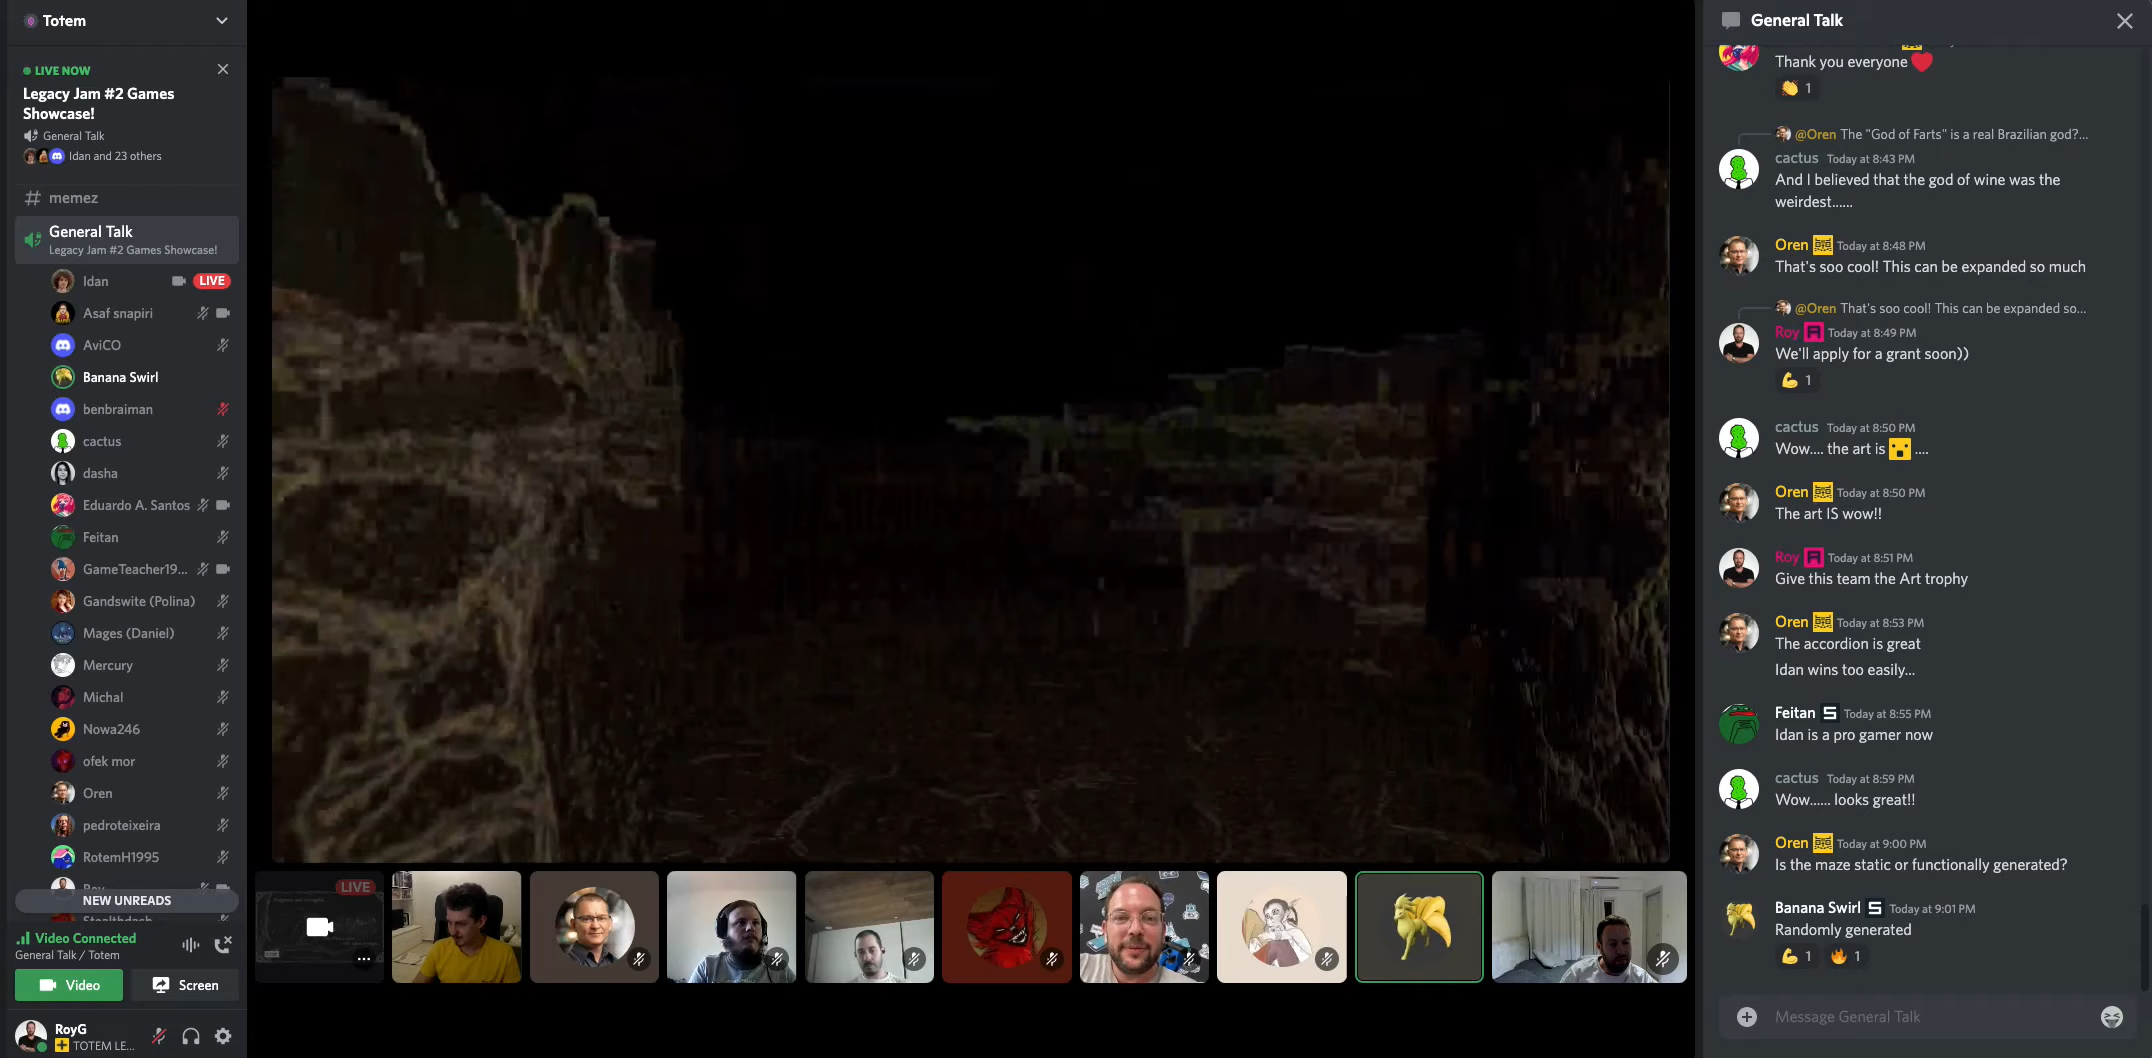 Totem
LIVE NOW
Legacy Jam #2 Games
Showcase!
General Talk
Idan and 23 others
# memez
General Talk
Legacy Jam #2 Games Showcase!
Idan LIVE
Asaf snapiri
AviCO
Banana Swirl
benbraiman
cactus
dasha
Eduardo A. Santos
Feitan
GameTeacher19...
Gandswite (Polina)
Mages (Daniel)
Mercury
Michal
Nowa246
ofek mor
Oren
pedroteixeira
RotemH1995
Roy
NEW UNREADS
Stealthdash
Video Connected
General Talk / Totem
Video
Screen
RoyG
TOTEM LE...
LIVE
General Talk
Thank you everyone
1
@Oren The "God of Farts" is a real Brazilian god?...
cactus Today at 8:43 PM
And I believed that the god of wine was the
weirdest......
Oren Today at 8:48 PM
That's soo cool! This can be expanded so much
@Oren That's soo cool! This can be expanded so...
Roy Today at 8:49 PM
We'll apply for a grant soon))
1
cactus Today at 8:50 PM
Wow.... the art is ....
Oren Today at 8:50 PM
The art IS wow!!
Roy Today at 8:51 PM
Give this team the Art trophy
Oren Today at 8:53 PM
The accordion is great
Idan wins too easily...
Feitan S Today at 8:55 PM
Idan is a pro gamer now
cactus Today at 8:59 PM
Wow...... looks great!!
Oren Today at 9:00 PM
Is the maze static or functionally generated?
Banana Swirl S Today at 9:01 PM
Randomly generated
1 1
Message General Talk